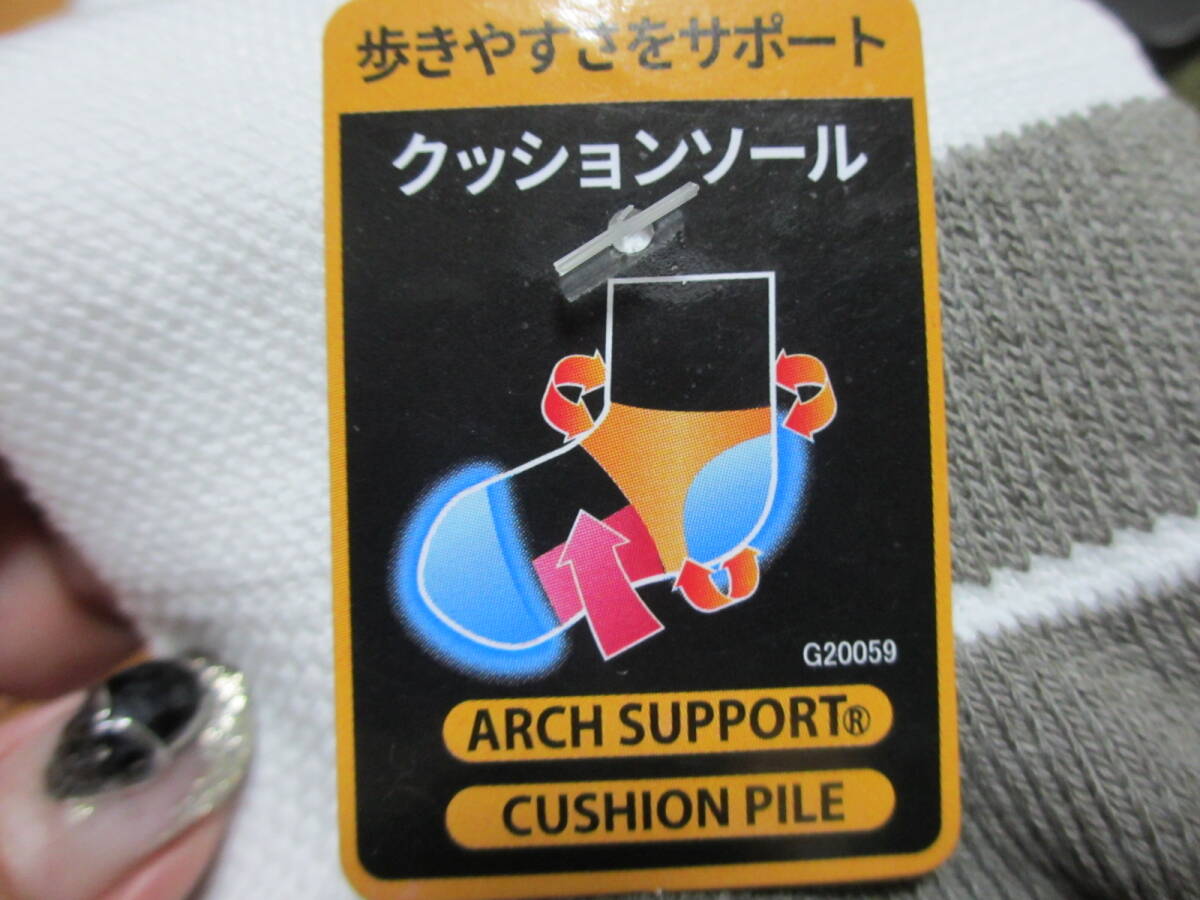 歩きやすさをサポート
クッションソール
G20059
ARCH SUPPORT®
CUSHION PILE